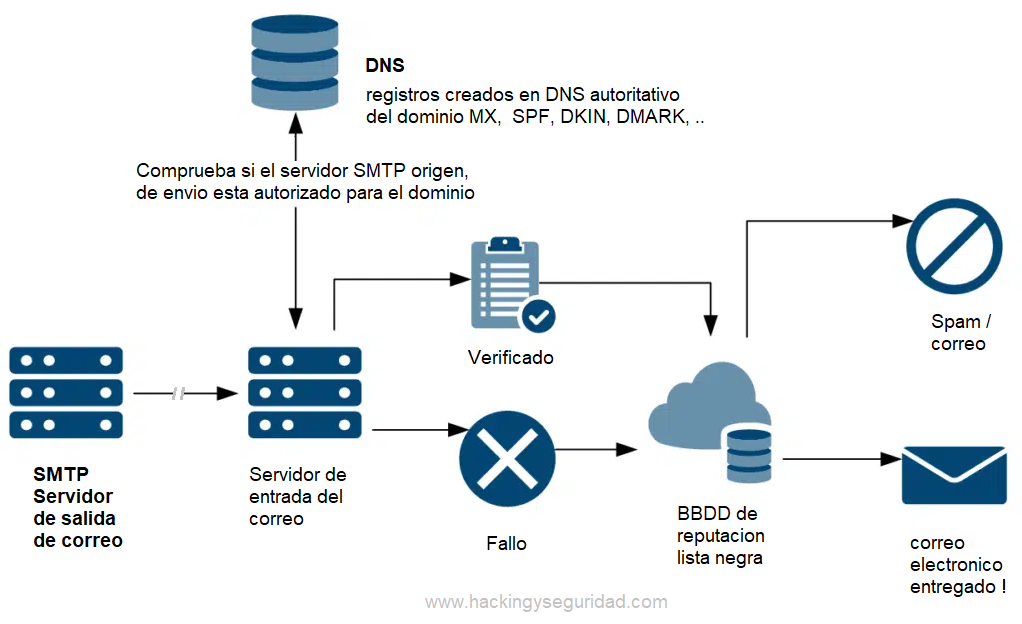 DNS
registros creados en DNS autoritativo
del dominio MX,  SPF, DKIN, DMARK, ..
Comprueba si el servidor SMTP origen,
de envio esta autorizado para el dominio
Verificado
Spam /
correo
SMTP
Servidor
de salida
de correo
Servidor de
entrada del
correo
Fallo
BBDD de
reputacion
lista negra
correo
electronico
entregado !
www.hackingyseguridad.com